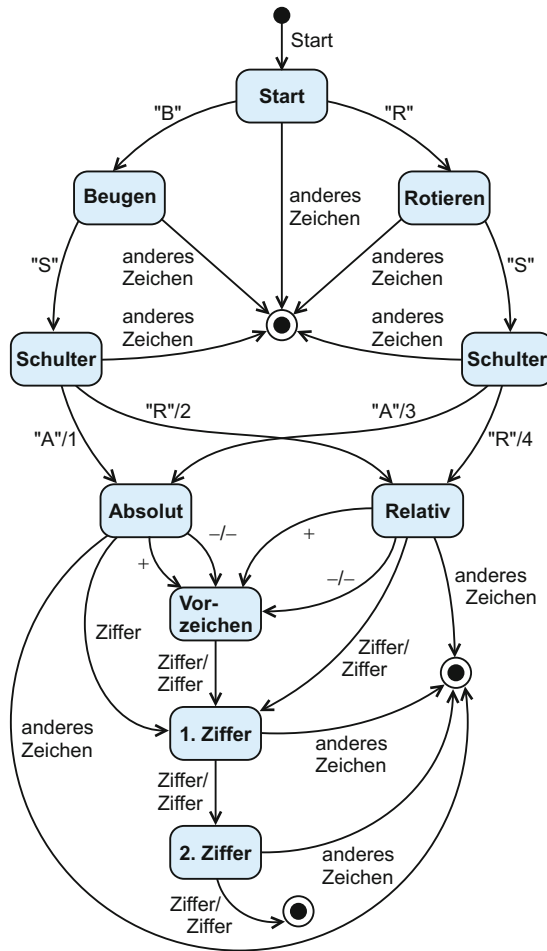 Start
Start
"B"
"R"
Beugen
anderes
Zeichen
Rotieren
"S"
anderes
Zeichen
anderes
Zeichen
"S"
anderes
Zeichen
anderes
Zeichen
Schulter
Schulter
"A"/1
"R"/2
"A"/3
"R"/4
Absolut
Relativ
+
–/–
+
–/–
anderes
Zeichen
Vor-
zeichen
Ziffer
Ziffer/
Ziffer
Ziffer/
Ziffer
1. Ziffer
anderes
Zeichen
anderes
Zeichen
Ziffer/
Ziffer
2. Ziffer
anderes
Zeichen
Ziffer/
Ziffer